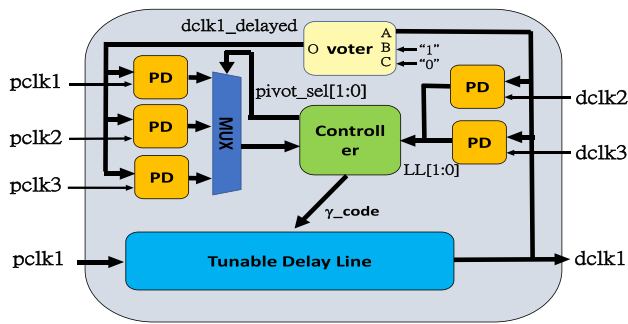 dclk1_delayed
A
O voter B "1"
C "0"
pclk1
PD
pivot_sel[1:0]
PD
dclk2
pclk2
PD
MUX
Controll
er
PD
dclk3
pclk3
PD
LL[1:0]
γ_code
pclk1
Tunable Delay Line
dclk1